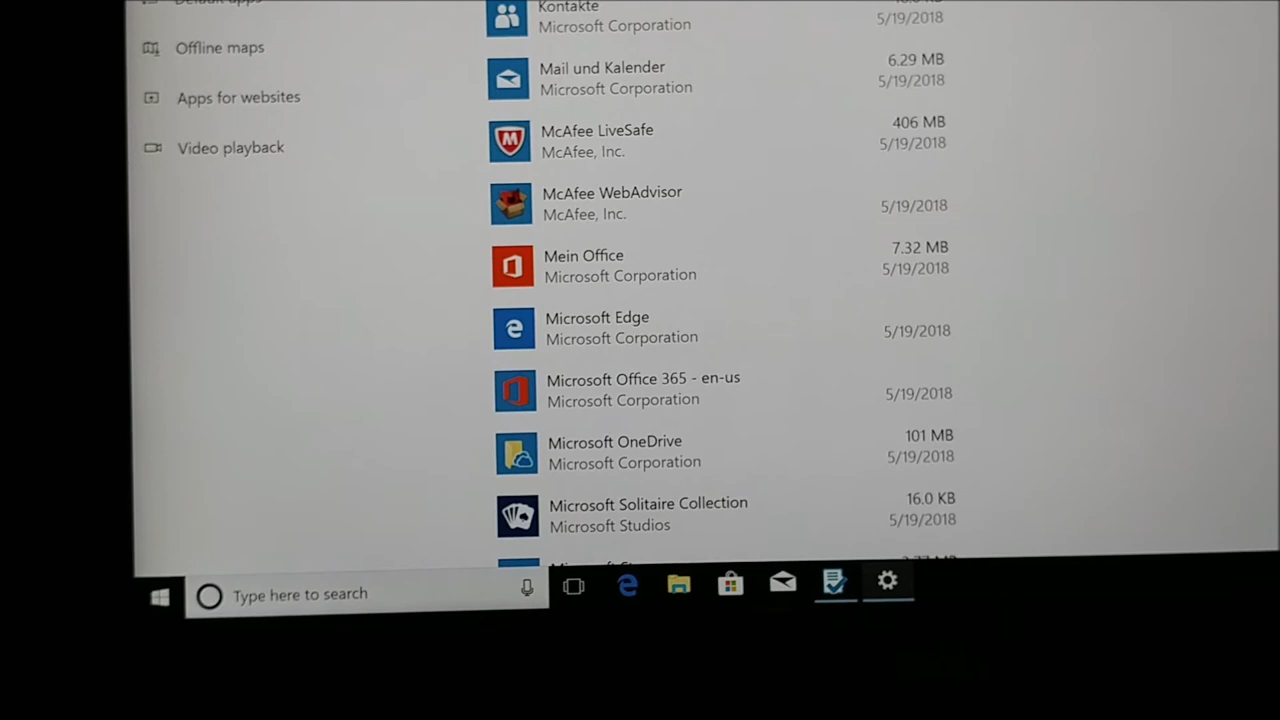 Default apps
Offline maps
Apps for websites
Video playback
Kontakte
Microsoft Corporation
5/19/2018
Mail und Kalender
6.29 MB
Microsoft Corporation
5/19/2018
McAfee LiveSafe
406 MB
McAfee, Inc.
5/19/2018
McAfee WebAdvisor
McAfee, Inc.
5/19/2018
Mein Office
7.32 MB
Microsoft Corporation
5/19/2018
Microsoft Edge
Microsoft Corporation
5/19/2018
Microsoft Office 365 - en-us
Microsoft Corporation
5/19/2018
Microsoft OneDrive
101 MB
Microsoft Corporation
5/19/2018
Microsoft Solitaire Collection
16.0 KB
Microsoft Studios
5/19/2018
Type here to search